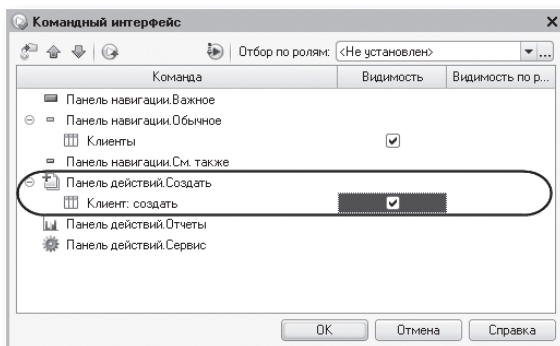 Командный интерфейс
Отбор по ролям: <Не установлен>
Команда Видимость Видимость по р...
Панель навигации.Важное
Панель навигации.Обычное
Клиенты
Панель навигации.См. также
Панель действий.Создать
Клиент: создать
Панель действий.Отчеты
Панель действий.Сервис
OK Отмена Справка